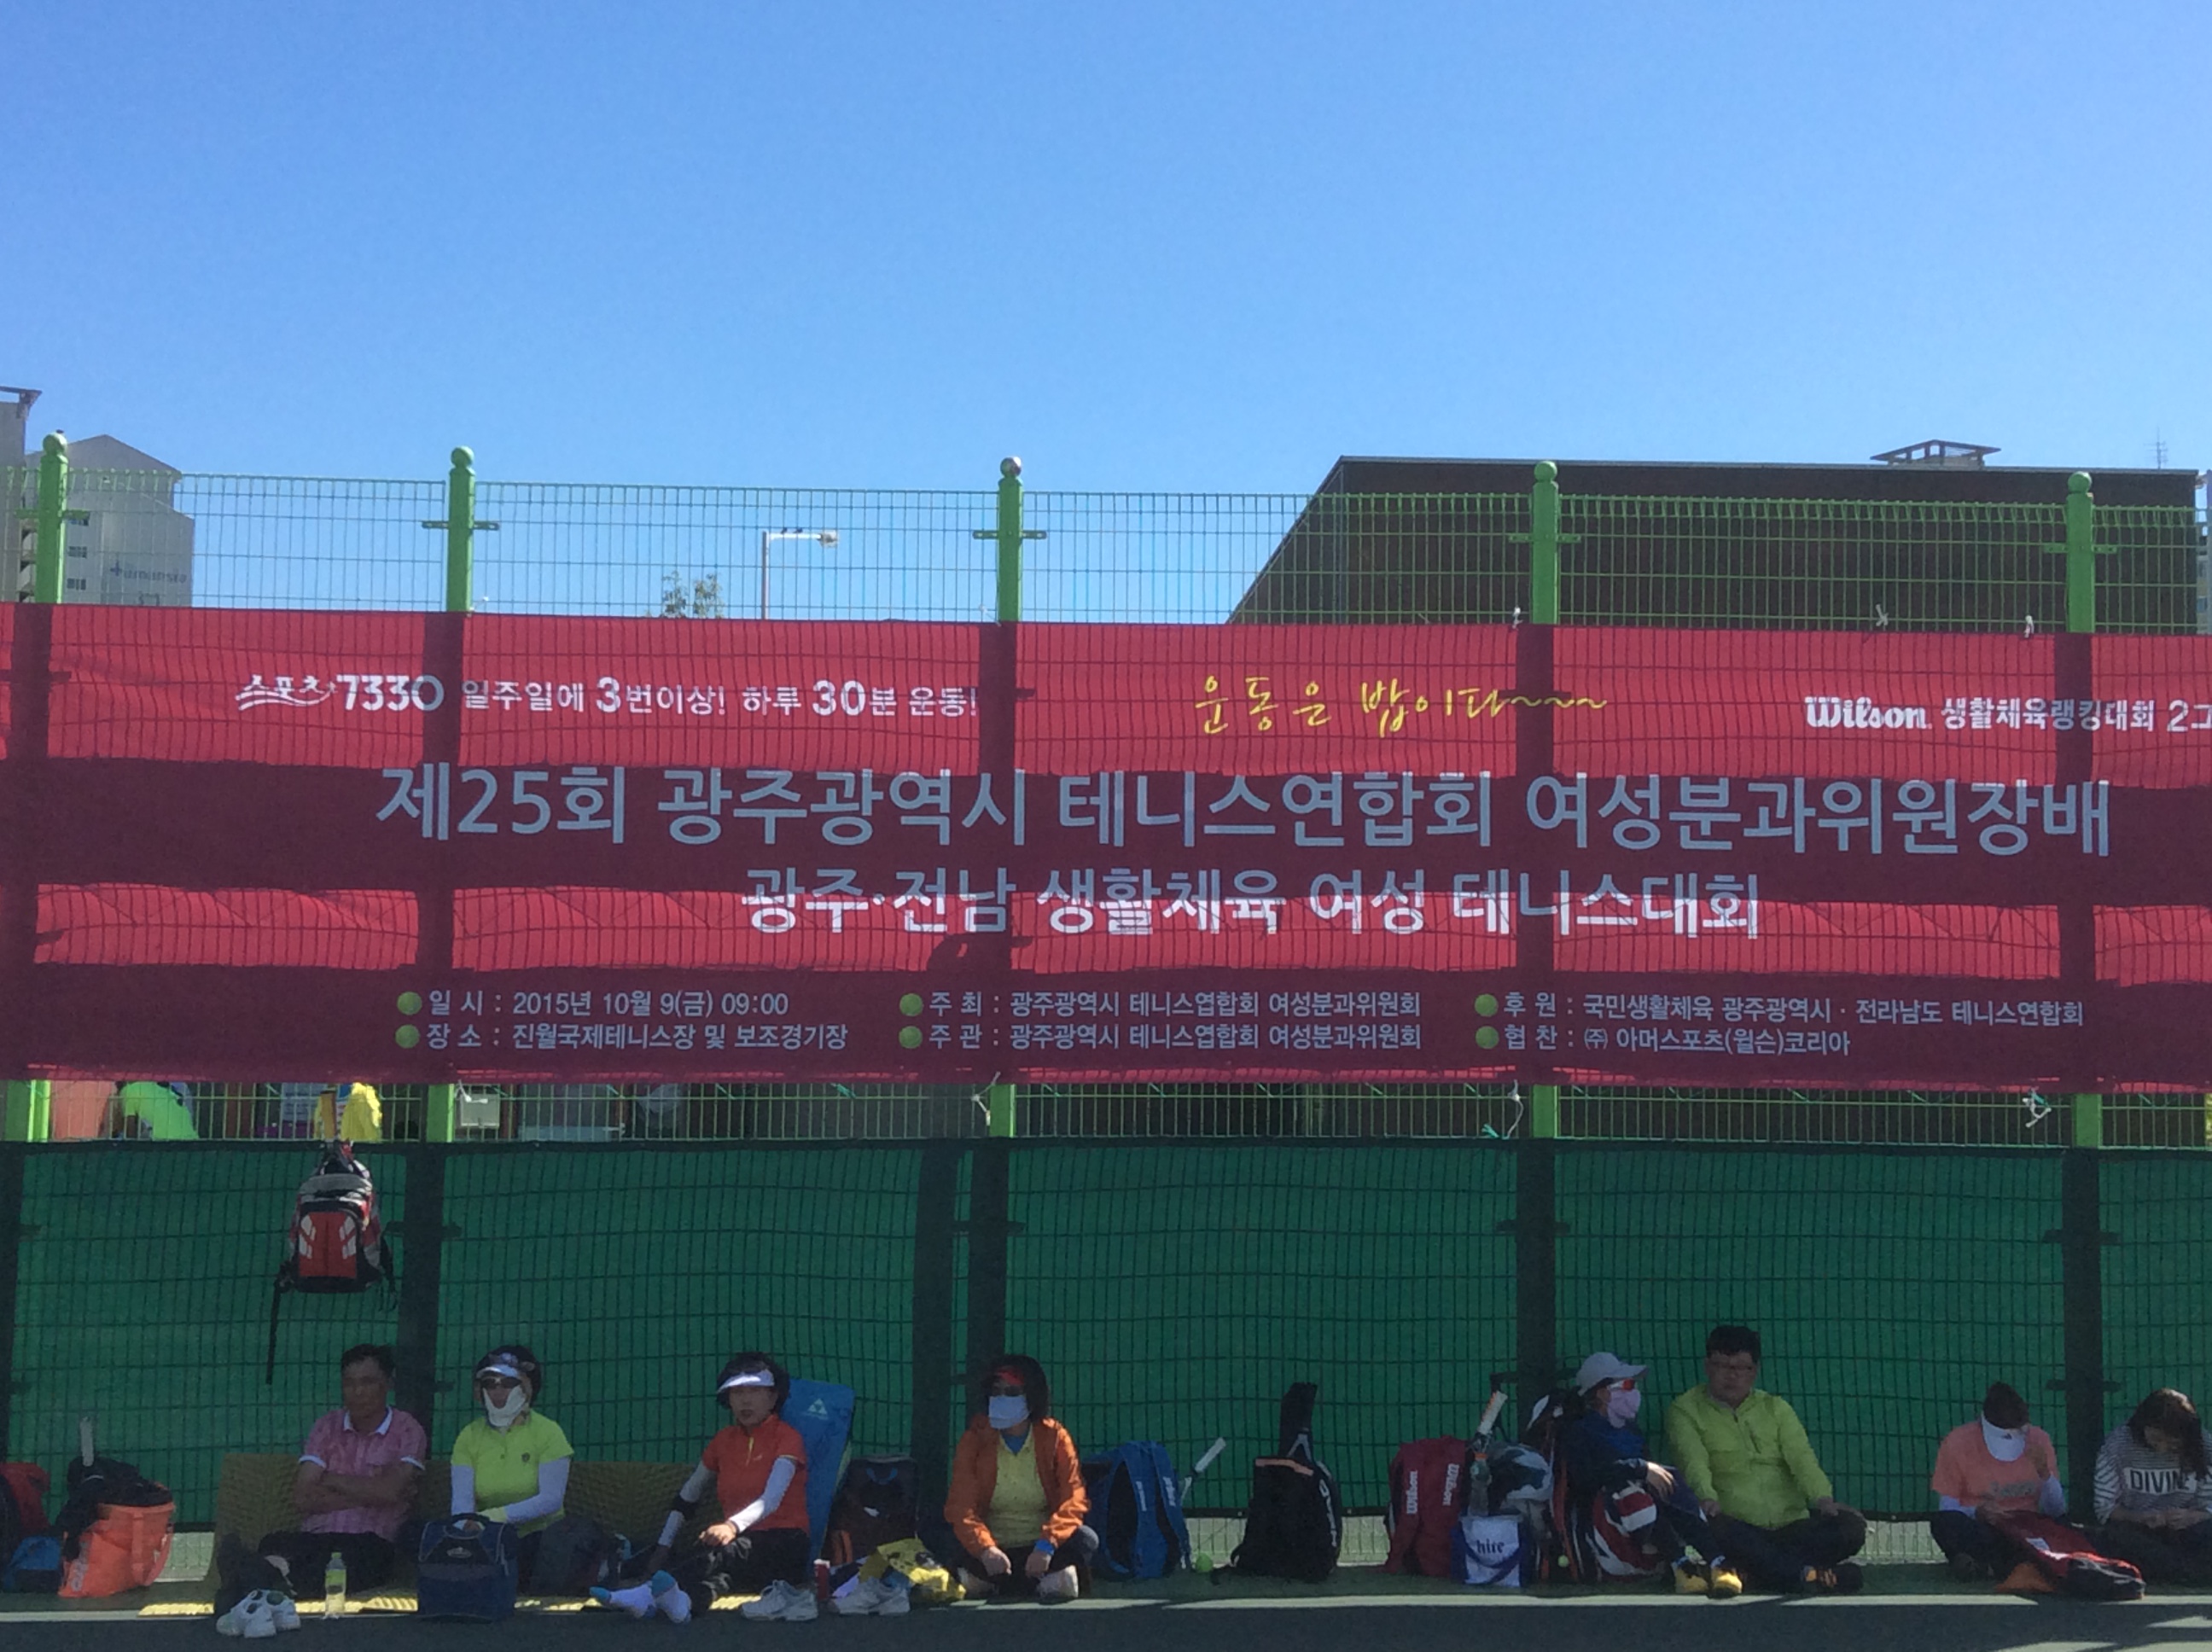 스포츠7330 일주일에 3번이상! 하루 30분 운동!
운동은 밥이다~~~
Wilson 생활체육랭킹대회 2그
제25회 광주광역시 테니스연합회 여성분과위원장배
광주·전남 생활체육 여성 테니스대회
일 시 : 2015년 10월 9(금) 09:00
장 소 : 진월국제테니스장 및 보조경기장
주 최 : 광주광역시 테니스엽합회 여성분과위원회
주 관 : 광주광역시 테니스엽합회 여성분과위원회
후 원 : 국민생활체육 광주광역시 · 전라남도 테니스연합회
협 찬 : ㈜ 아머스포츠(윌슨)코리아
Wilson
Wilson
hite
DIVINE